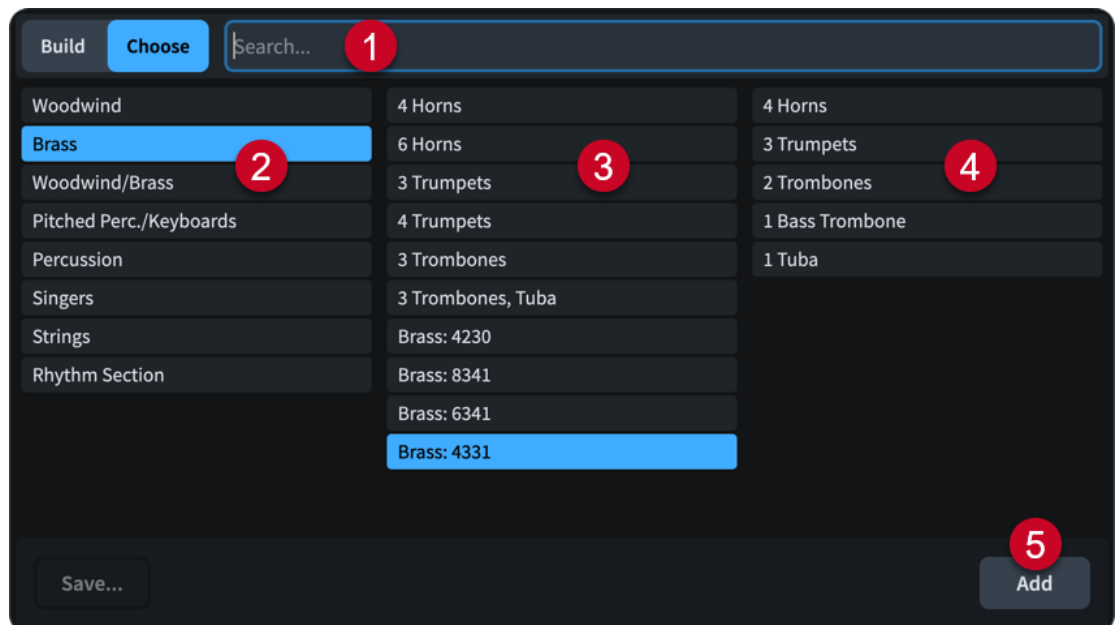 Build Choose Search... 1
Woodwind
Brass 2
Woodwind/Brass
Pitched Perc./Keyboards
Percussion
Singers
Strings
Rhythm Section
4 Horns
6 Horns 3
3 Trumpets
4 Trumpets
3 Trombones
3 Trombones, Tuba
Brass: 4230
Brass: 8341
Brass: 6341
Brass: 4331
4 Horns
3 Trumpets 4
2 Trombones
1 Bass Trombone
1 Tuba
5
Save... Add